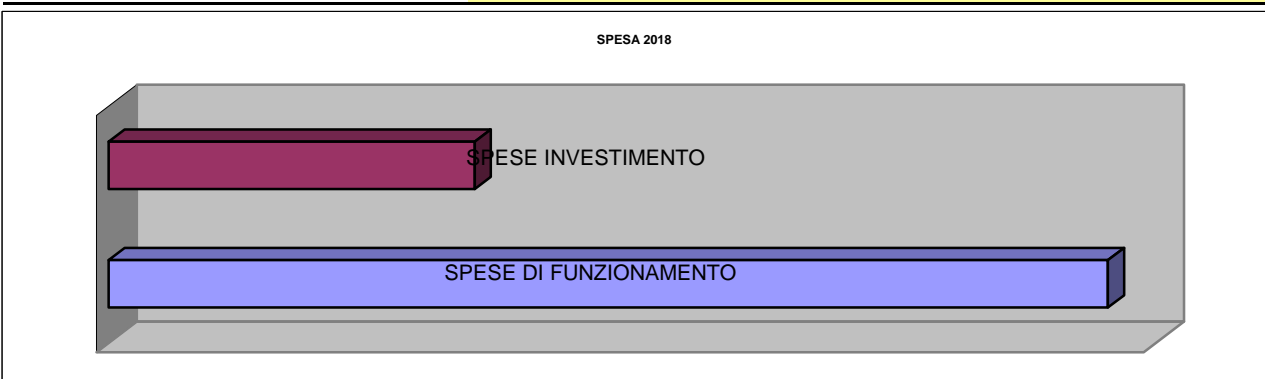 SPESA 2018
SPESE INVESTIMENTO
SPESE DI FUNZIONAMENTO